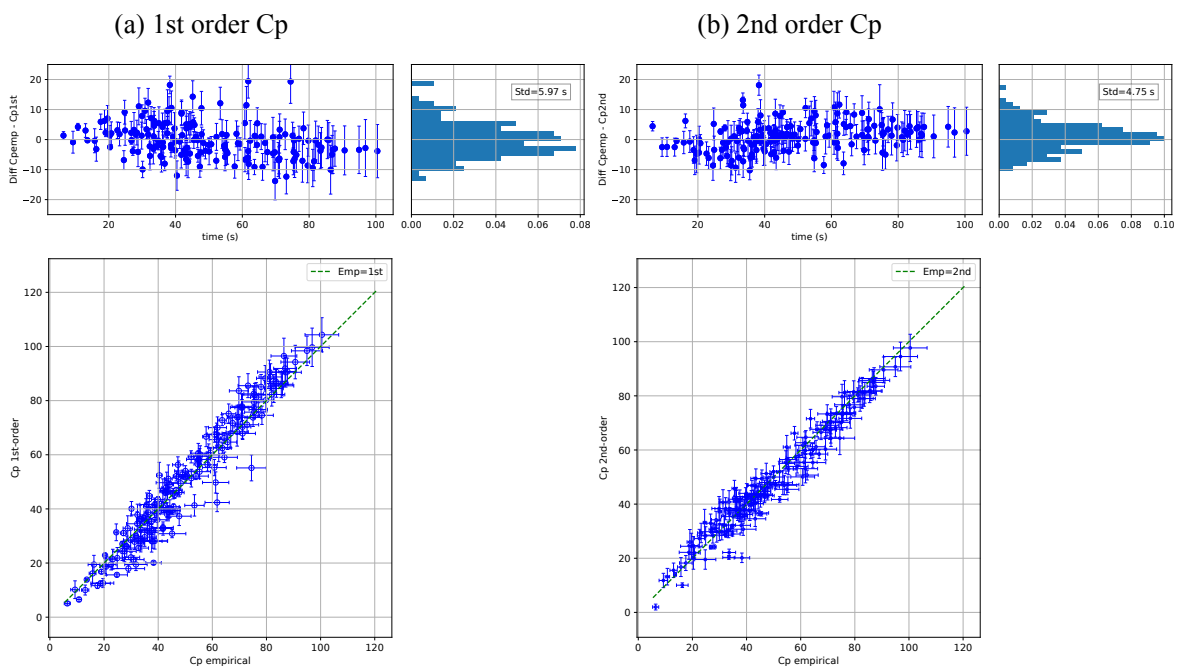 (a) 1st order Cp
(b) 2nd order Cp
Diff Cpemp - Cp1st
20
10
0
−10
−20
20 40 60 80 100
time (s)
Std=5.97 s
0.00 0.02 0.04 0.06 0.08
Diff Cpemp - Cp2nd
20
10
0
−10
−20
20 40 60 80 100
time (s)
Std=4.75 s
0.00 0.02 0.04 0.06 0.08 0.10
Cp 1st-order
120
100
80
60
40
20
0
Emp=1st
0 20 40 60 80 100 120
Cp empirical
Cp 2nd-order
120
100
80
60
40
20
0
Emp=2nd
0 20 40 60 80 100 120
Cp empirical